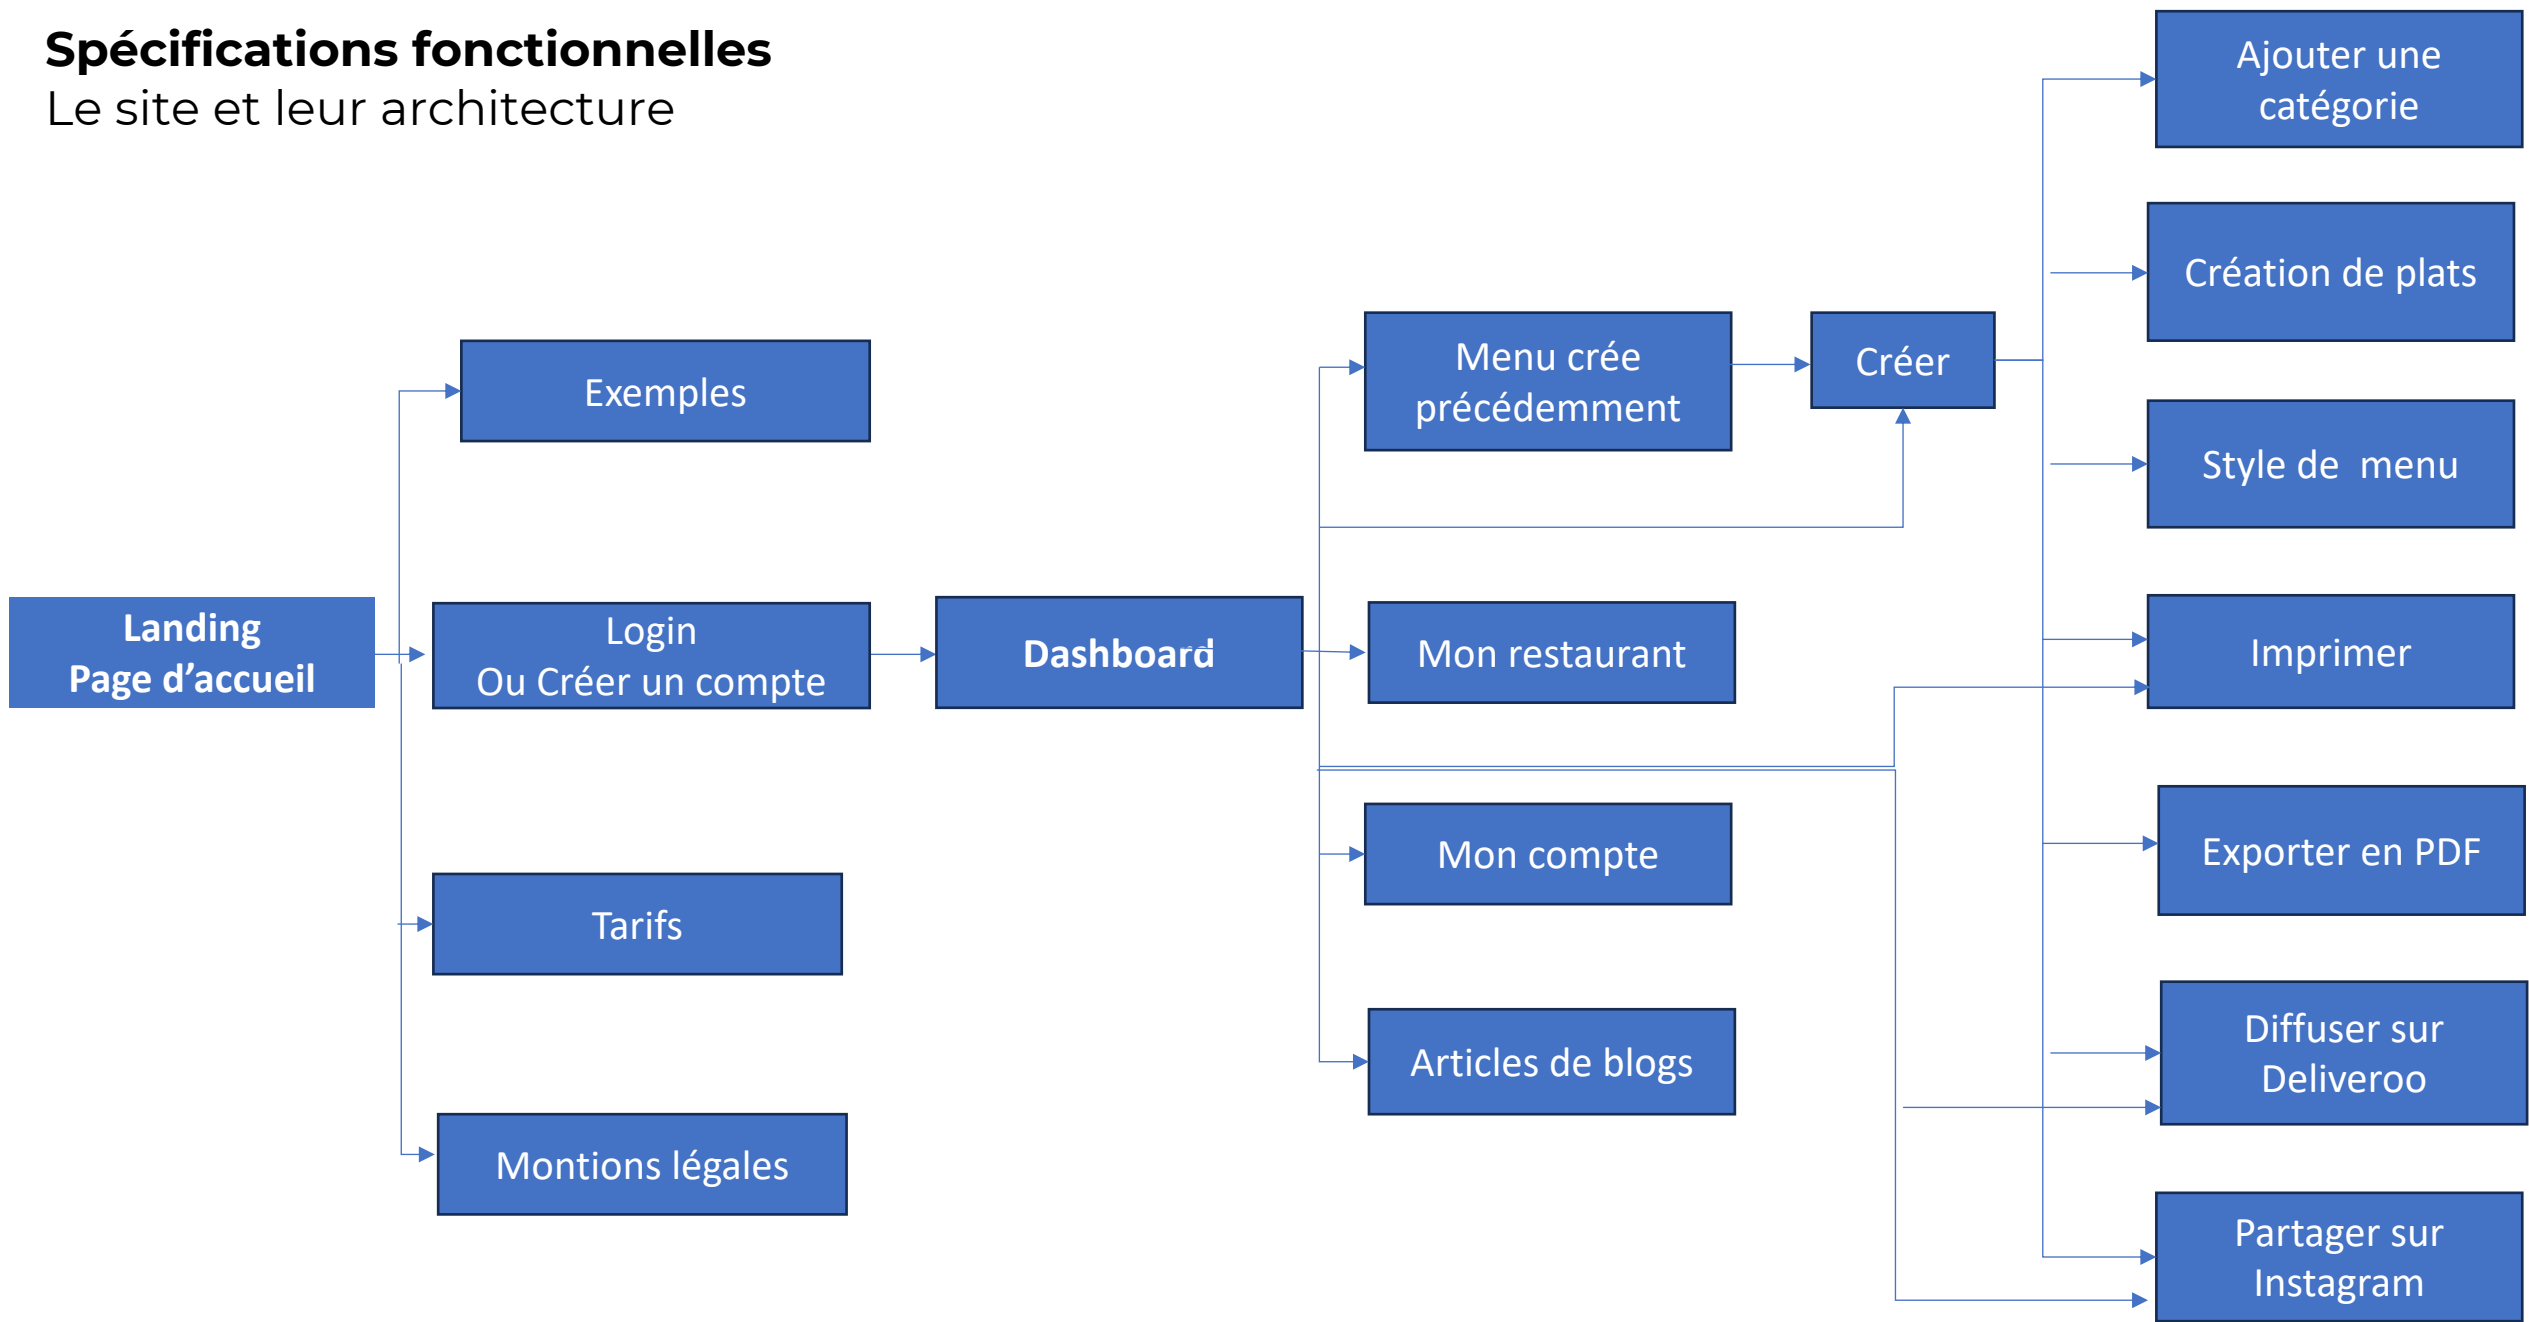 Spécifications fonctionnelles
Le site et leur architecture
Landing
Page d’accueil
Exemples
Login
Ou Créer un compte
Tarifs
Montions légales
Dashboard
Menu crée
précédemment
Créer
Mon restaurant
Mon compte
Articles de blogs
Ajouter une
catégorie
Création de plats
Style de  menu
Imprimer
Exporter en PDF
Diffuser sur
Deliveroo
Partager sur
Instagram